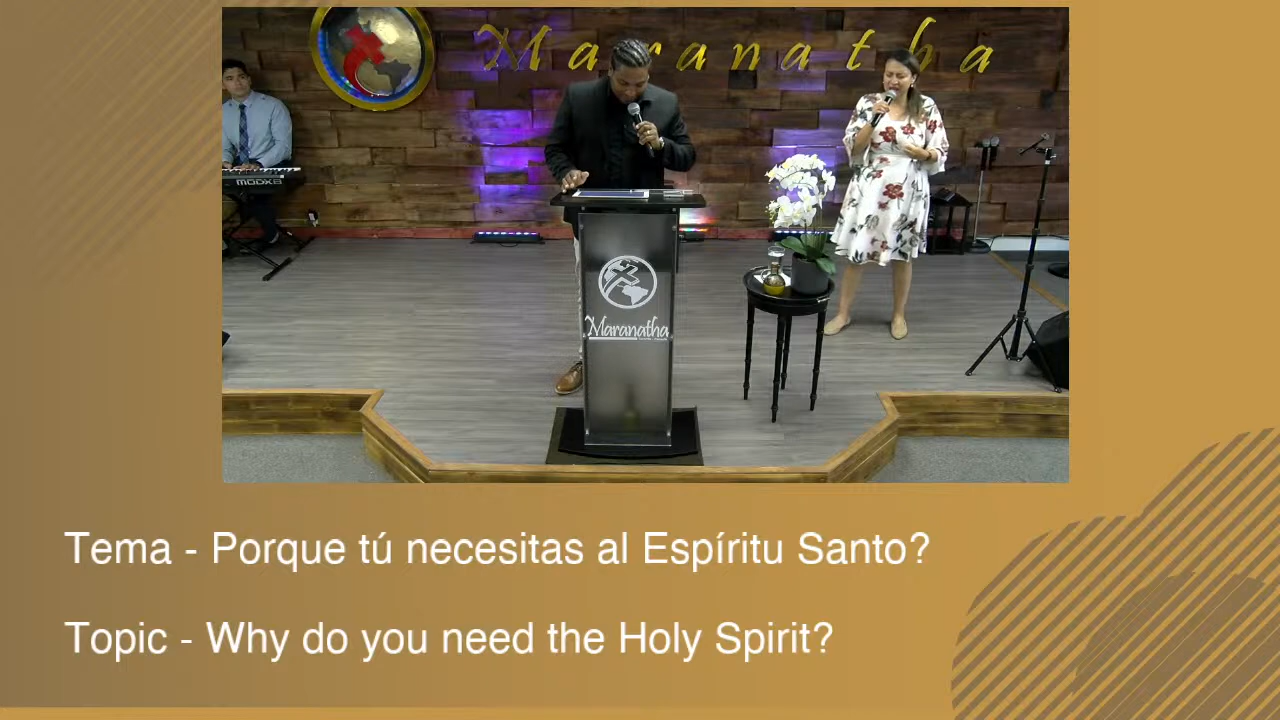 Maranatha
MODX8
Maranatha
Tema - Porque tú necesitas al Espíritu Santo?
Topic - Why do you need the Holy Spirit?